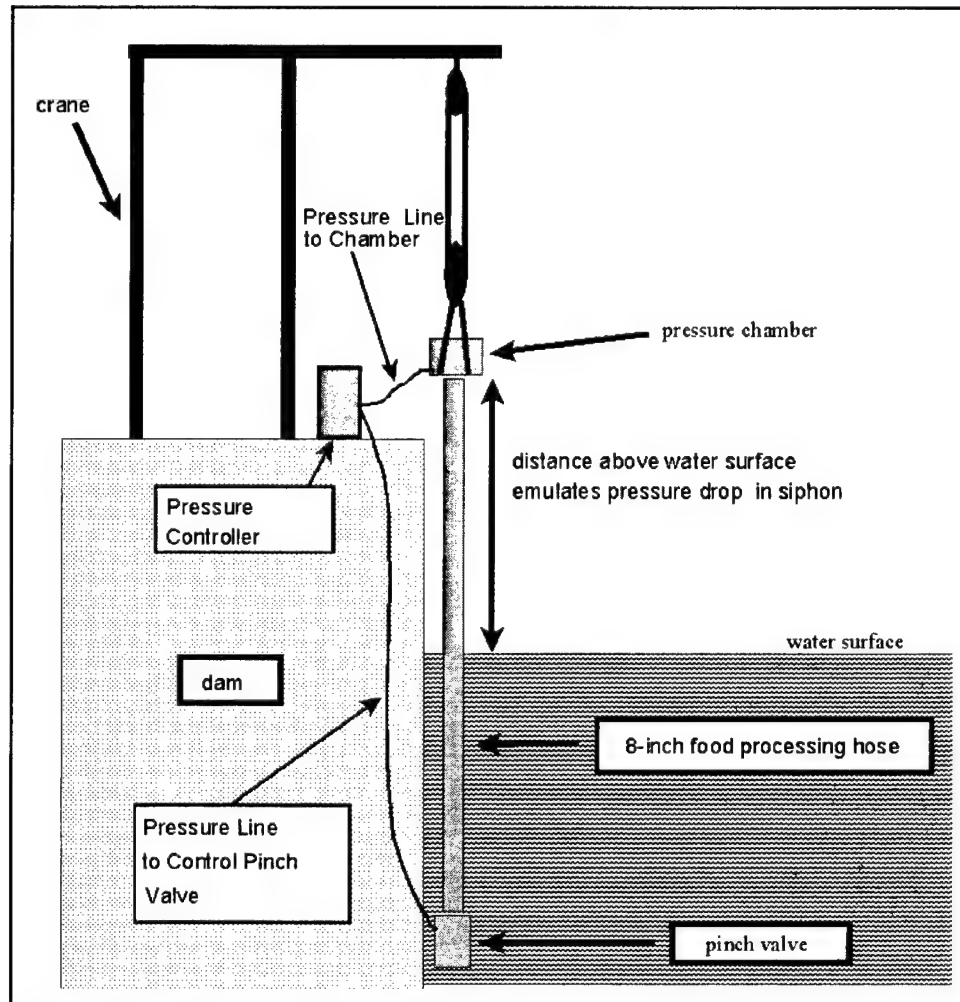 crane
Pressure Line
to Chamber
pressure chamber
distance above water surface
emulates pressure drop in siphon
Pressure
Controller
water surface
dam
8-inch food processing hose
Pressure Line
to Control Pinch
Valve
pinch valve